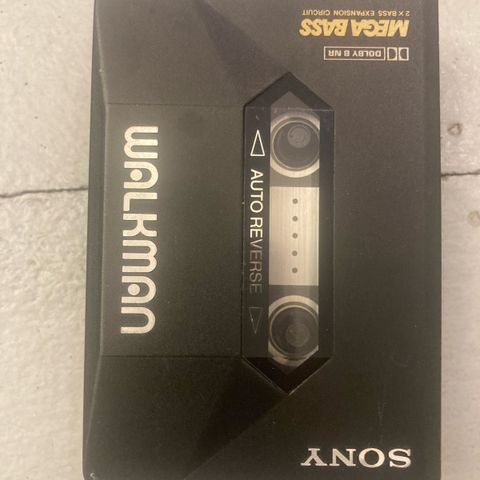 MEGA BASS
2 × BASS EXPANSION CIRCUIT
DOLBY B NR
WALKMAN
AUTO REVERSE
SONY